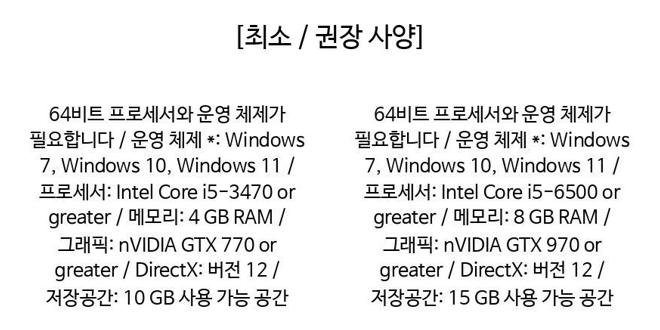 [최소 / 권장 사양]
64비트 프로세서와 운영 체제가
필요합니다 / 운영 체제 *: Windows
7, Windows 10, Windows 11 /
프로세서: Intel Core i5-3470 or
greater / 메모리: 4 GB RAM /
그래픽: nVIDIA GTX 770 or
greater / DirectX: 버전 12 /
저장공간: 10 GB 사용 가능 공간
64비트 프로세서와 운영 체제가
필요합니다 / 운영 체제 *: Windows
7, Windows 10, Windows 11 /
프로세서: Intel Core i5-6500 or
greater / 메모리: 8 GB RAM /
그래픽: nVIDIA GTX 970 or
greater / DirectX: 버전 12 /
저장공간: 15 GB 사용 가능 공간